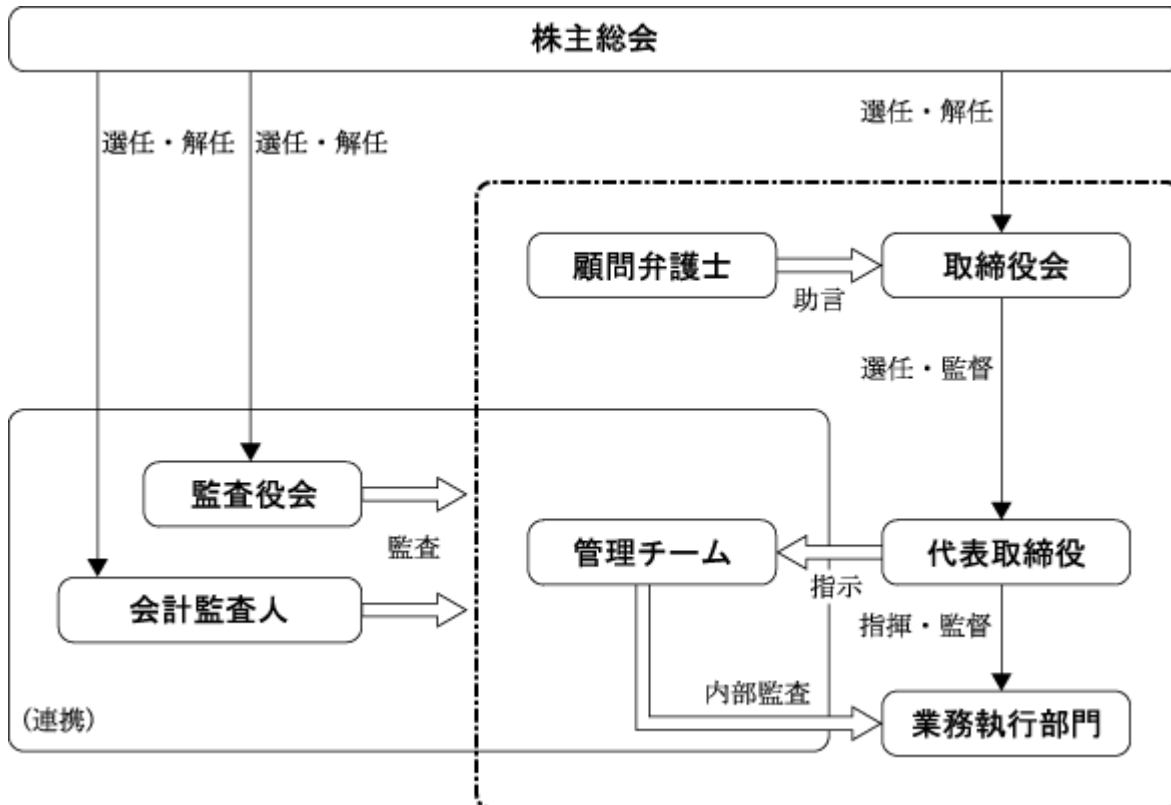 株主総会
選任・解任
選任・解任
選任・解任
顧問弁護士
取締役会
助言
選任・監督
監査役会
監査
管理チーム
代表取締役
指示
会計監査人
指揮・監督
内部監査
業務執行部門
(連携)